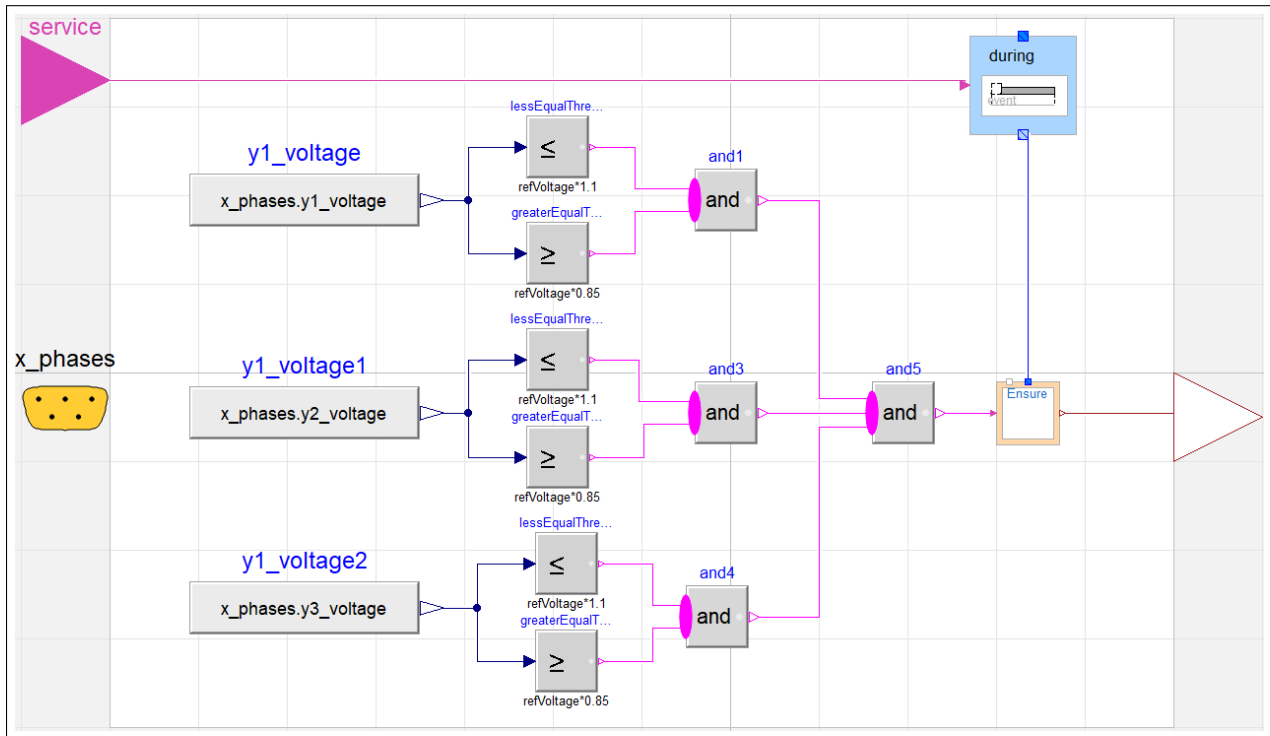 service
during
event
lessEqualThre...
y1_voltage
x_phases.y1_voltage
≤
refVoltage*1.1
and1
and
greaterEqualT...
≥
refVoltage*0.85
lessEqualThre...
x_phases
y1_voltage1
x_phases.y2_voltage
≤
refVoltage*1.1
and3
and
and5
and
Ensure
greaterEqualT...
≥
refVoltage*0.85
lessEqualThre...
y1_voltage2
x_phases.y3_voltage
≤
refVoltage*1.1
and4
and
greaterEqualT...
≥
refVoltage*0.85